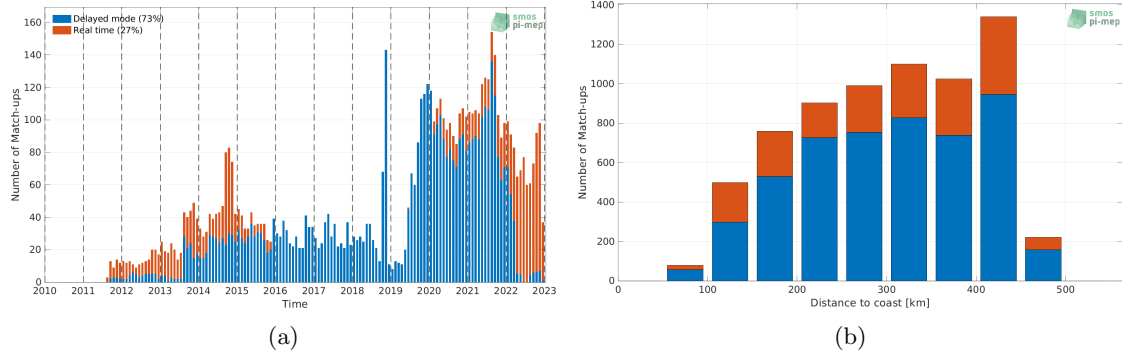 Delayed mode (73%)
Real time (27%)
smos
pi-mep
160
140
120
100
80
60
40
20
0
Number of Match-ups
2010 2011 2012 2013 2014 2015 2016 2017 2018 2019 2020 2021 2022 2023
Time
(a)
smos
pi-mep
1400
1200
1000
800
600
400
200
0
Number of Match-ups
0 100 200 300 400 500
Distance to coast [km]
(b)